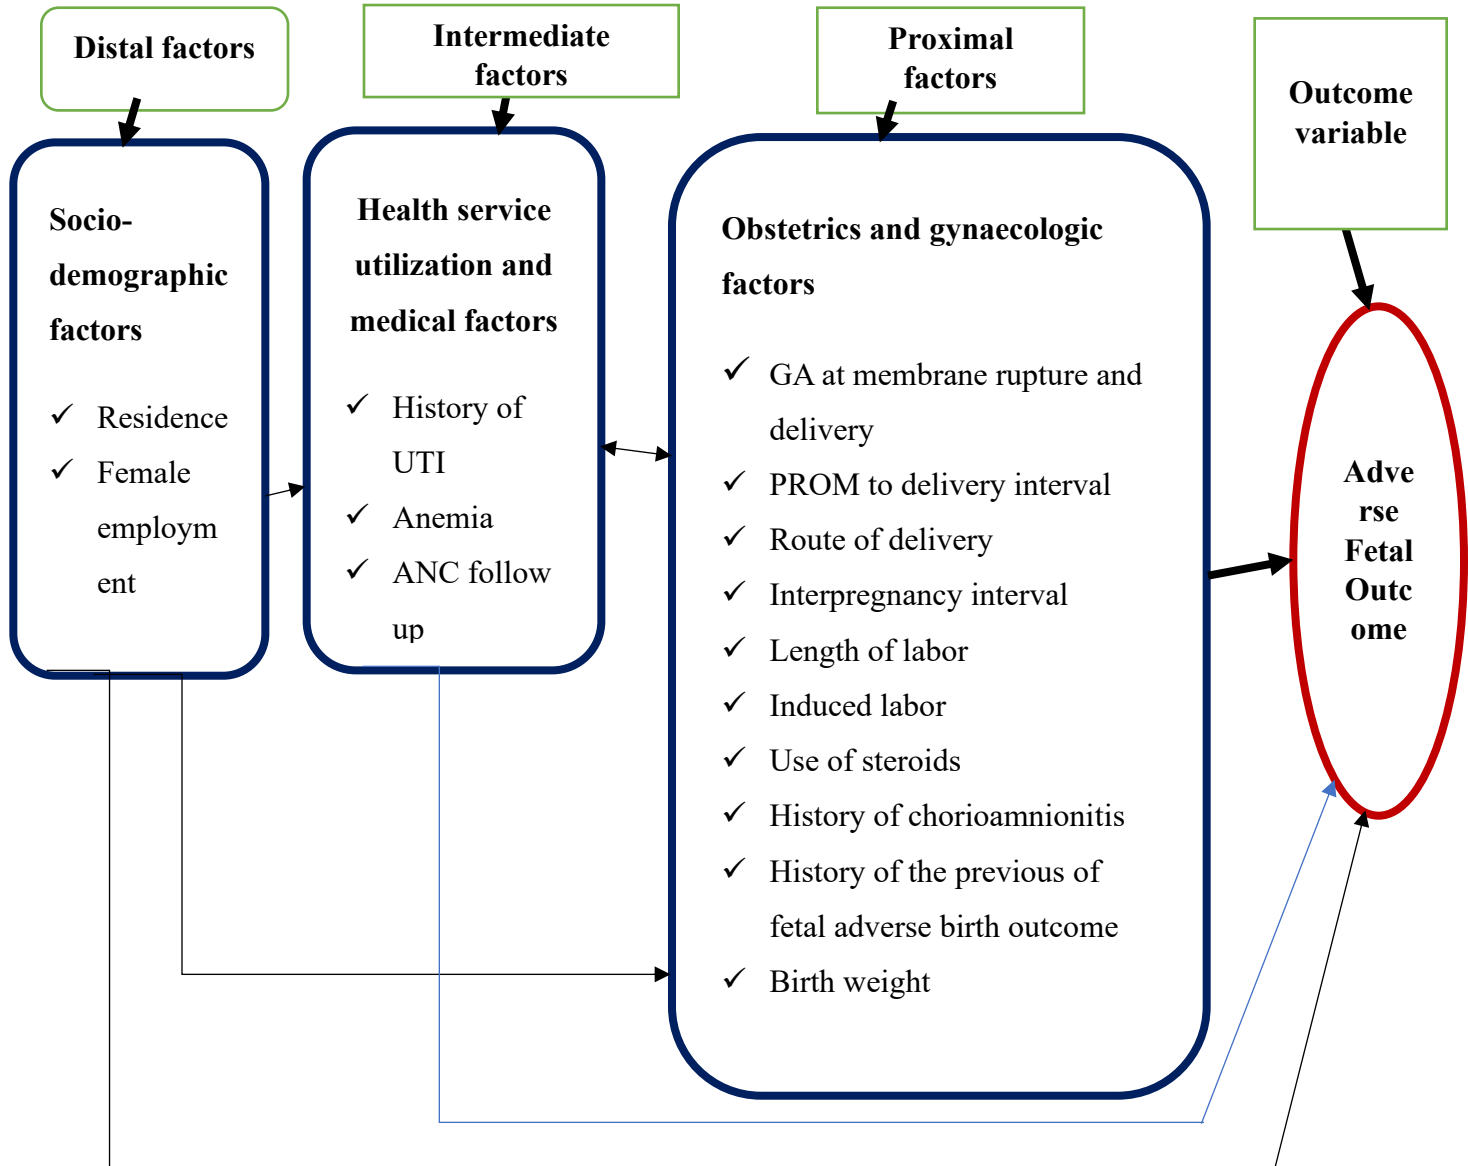 Distal factors
Intermediate
factors
Proximal
factors
Outcome
variable
Socio-
demographic
factors
✓ Residence
✓ Female
employm
ent
Health service
utilization and
medical factors
✓ History of
UTI
✓ Anemia
✓ ANC follow
up
Obstetrics and gynaecologic
factors
✓ GA at membrane rupture and
delivery
✓ PROM to delivery interval
✓ Route of delivery
✓ Interpregnancy interval
✓ Length of labor
✓ Induced labor
✓ Use of steroids
✓ History of chorioamnionitis
✓ History of the previous of
fetal adverse birth outcome
✓ Birth weight
Adve
rse
Fetal
Outc
ome